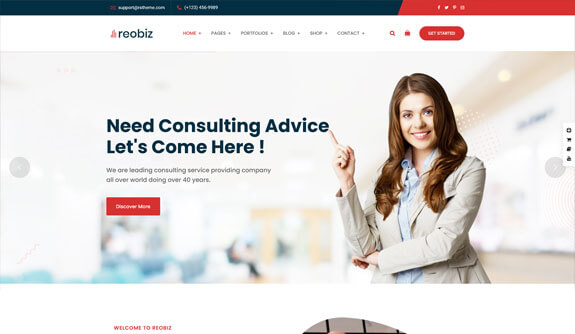 support@rstheme.com (+123) 456-9989
reobiz HOME + PAGES + PORTFOLIOS + BLOG + SHOP + CONTACT + GET STARTED
Need Consulting Advice
Let's Come Here !
We are leading consulting service providing company
all over world doing over 40 years.
Discover More
WELCOME TO REOBIZ